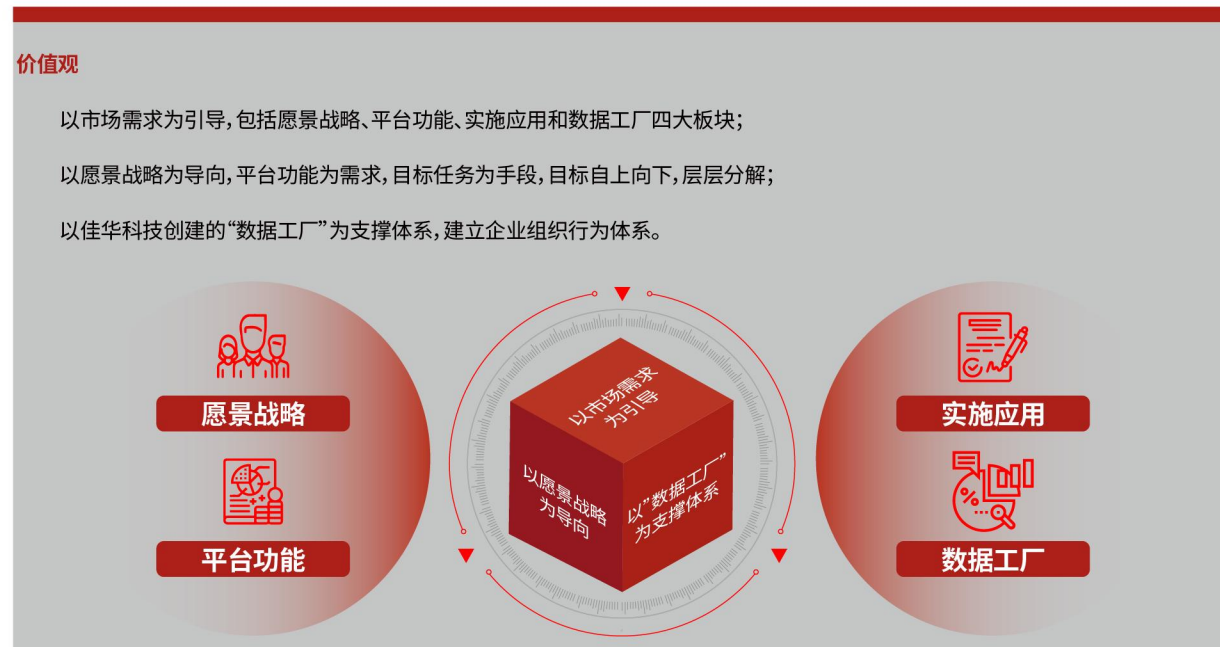 价值观
以市场需求为引导，包括愿景战略、平台功能、实施应用和数据工厂四大板块；
以愿景战略为导向，平台功能为需求，目标任务为手段，目标自上向下，层层分解；
以佳华科技创建的“数据工厂”为支撑体系，建立企业组织行为体系。
愿景战略
平台功能
以市场需求
为引导
以愿景战略
为导向
以”数据工厂”
为支撑体系
实施应用
数据工厂